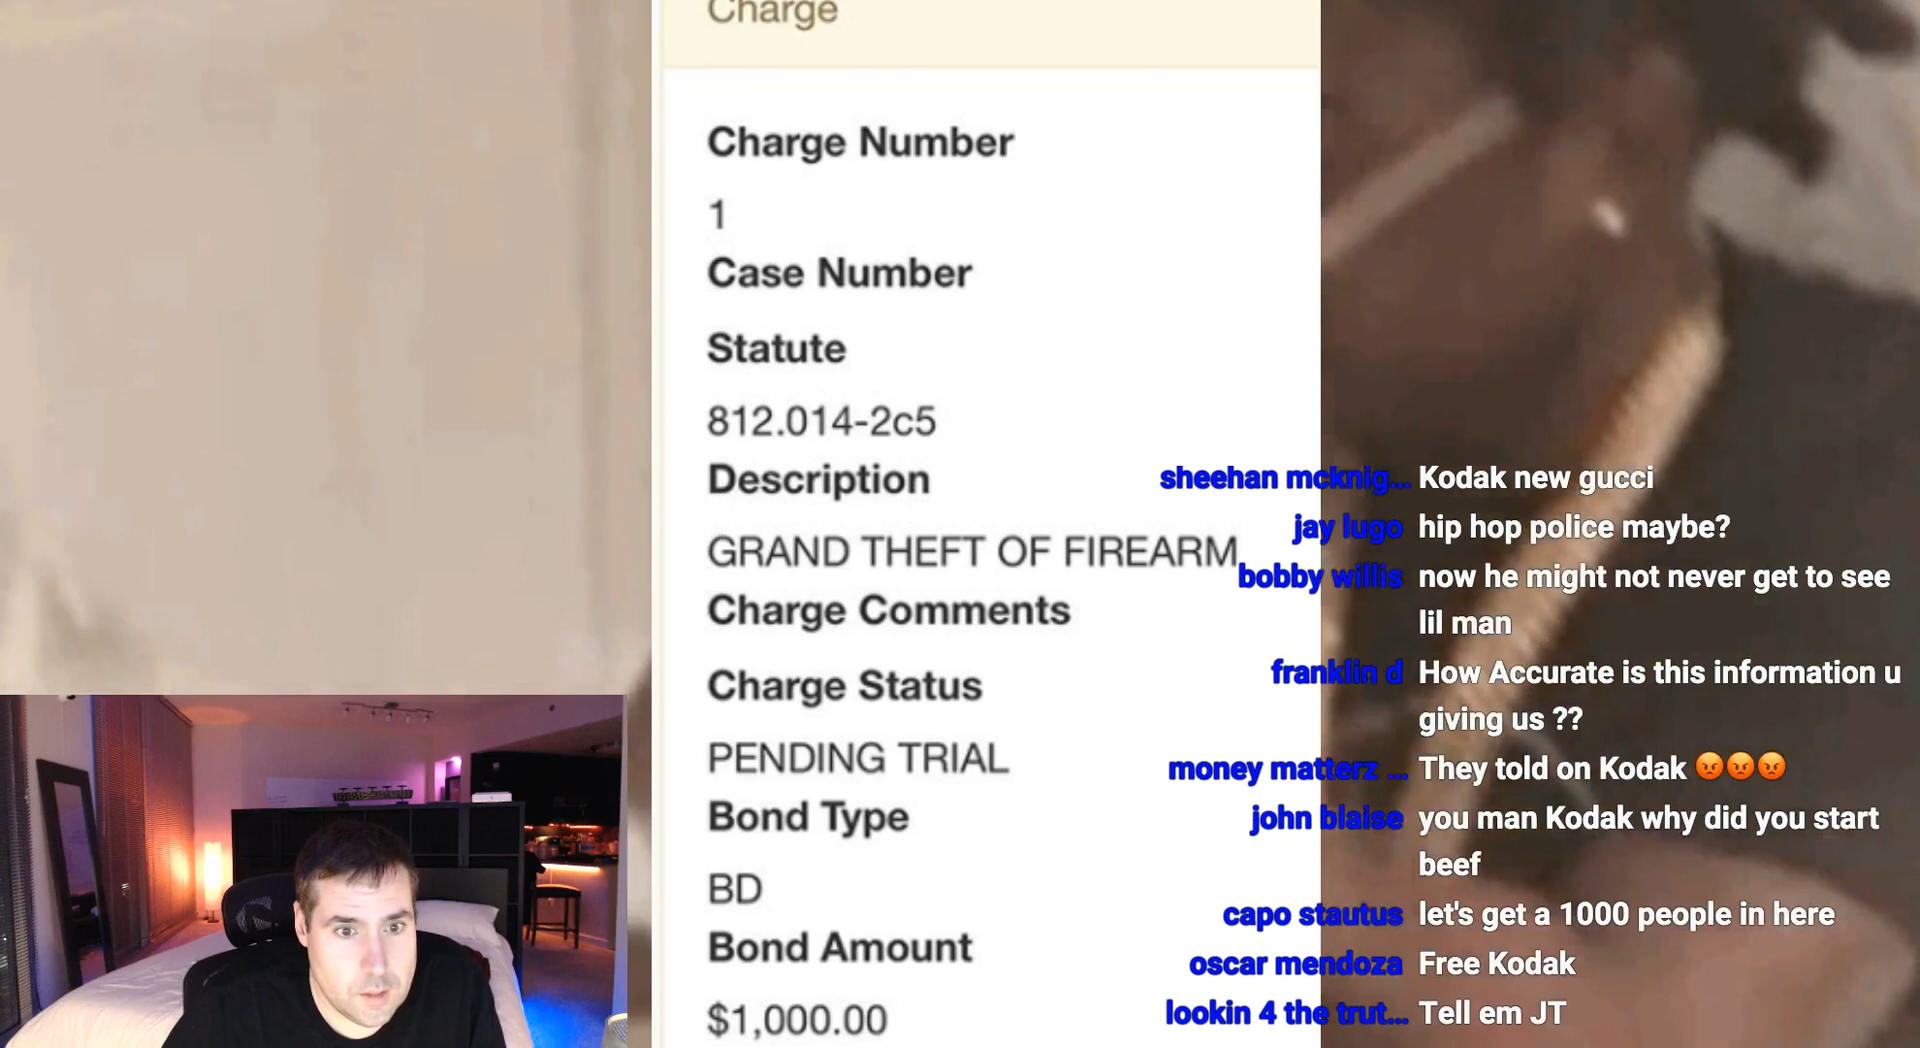 Charge
Charge Number
1
Case Number
Statute
812.014-2c5
Description
GRAND THEFT OF FIREARM
Charge Comments
Charge Status
PENDING TRIAL
Bond Type
BD
Bond Amount
$1,000.00
sheehan mcknig... Kodak new gucci
jay lugo hip hop police maybe?
bobby willis now he might not never get to see
lil man
franklin d How Accurate is this information u
giving us ??
money matterz ... They told on Kodak 😡😡😡
john blaise you man Kodak why did you start
beef
capo stautus let's get a 1000 people in here
oscar mendoza Free Kodak
lookin 4 the trut... Tell em JT